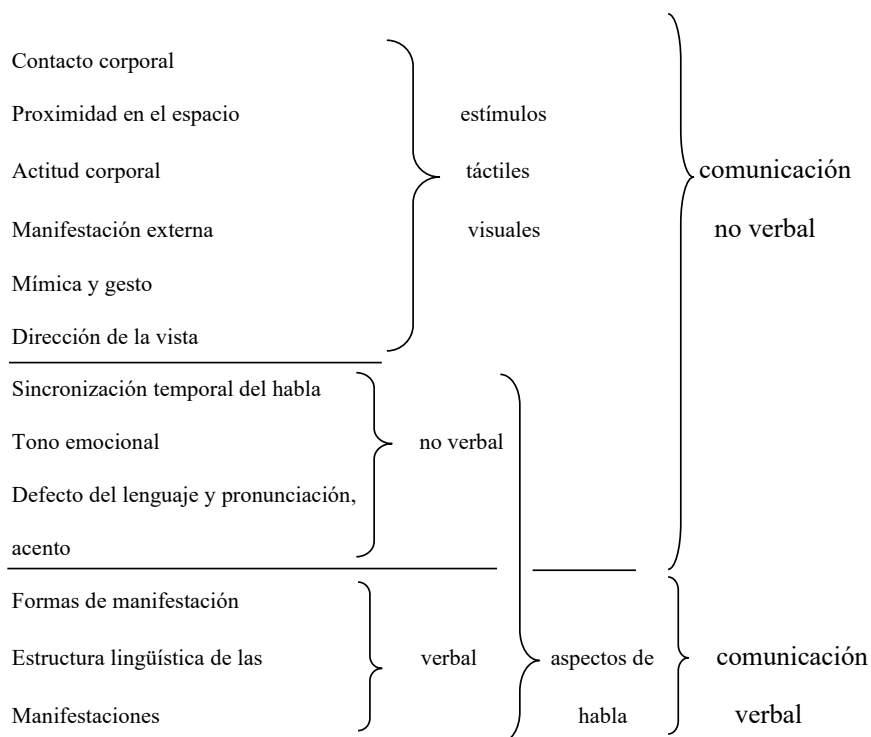 Contacto corporal
Proximidad en el espacio estímulos
Actitud corporal táctiles comunicación
Manifestación externa visuales no verbal
Mímica y gesto
Dirección de la vista
Sincronización temporal del habla
Tono emocional no verbal
Defecto del lenguaje y pronunciación,
acento
Formas de manifestación
Estructura lingüística de las verbal aspectos de comunicación
Manifestaciones habla verbal